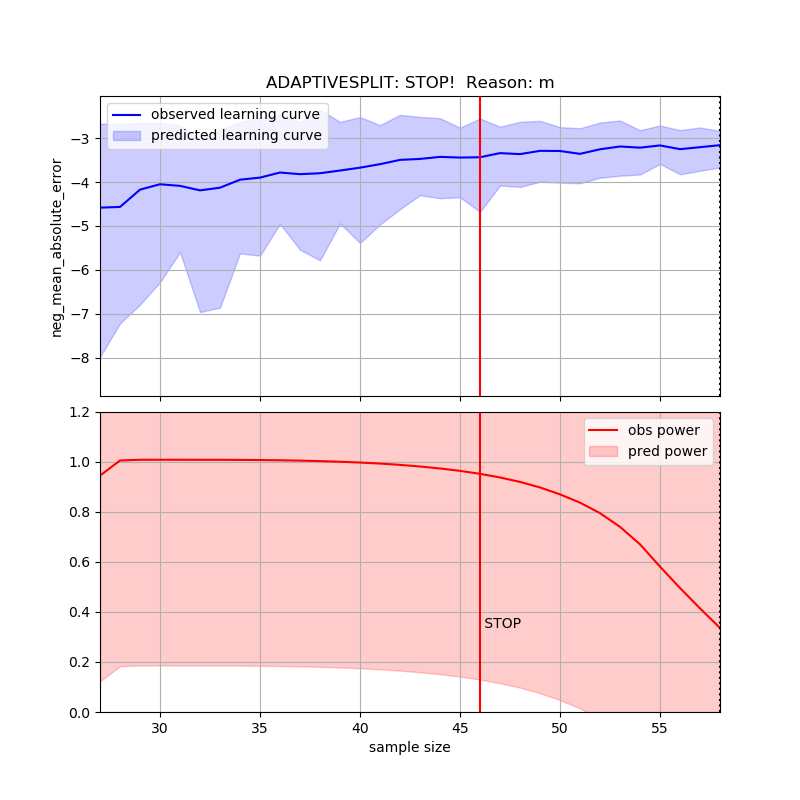 ADAPTIVESPLIT: STOP!  Reason: m
observed learning curve
predicted learning curve
neg_mean_absolute_error
−3
−4
−5
−6
−7
−8
1.2
1.0
0.8
0.6
0.4
0.2
0.0
obs power
pred power
STOP
30
35
40
45
50
55
sample size